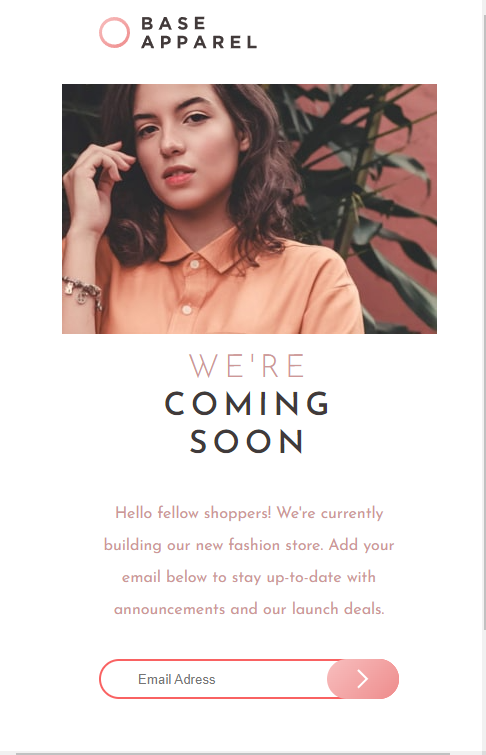 BASE
APPAREL
WE'RE
COMING
SOON
Hello fellow shoppers! We're currently
building our new fashion store. Add your
email below to stay up-to-date with
announcements and our launch deals.
Email Adress